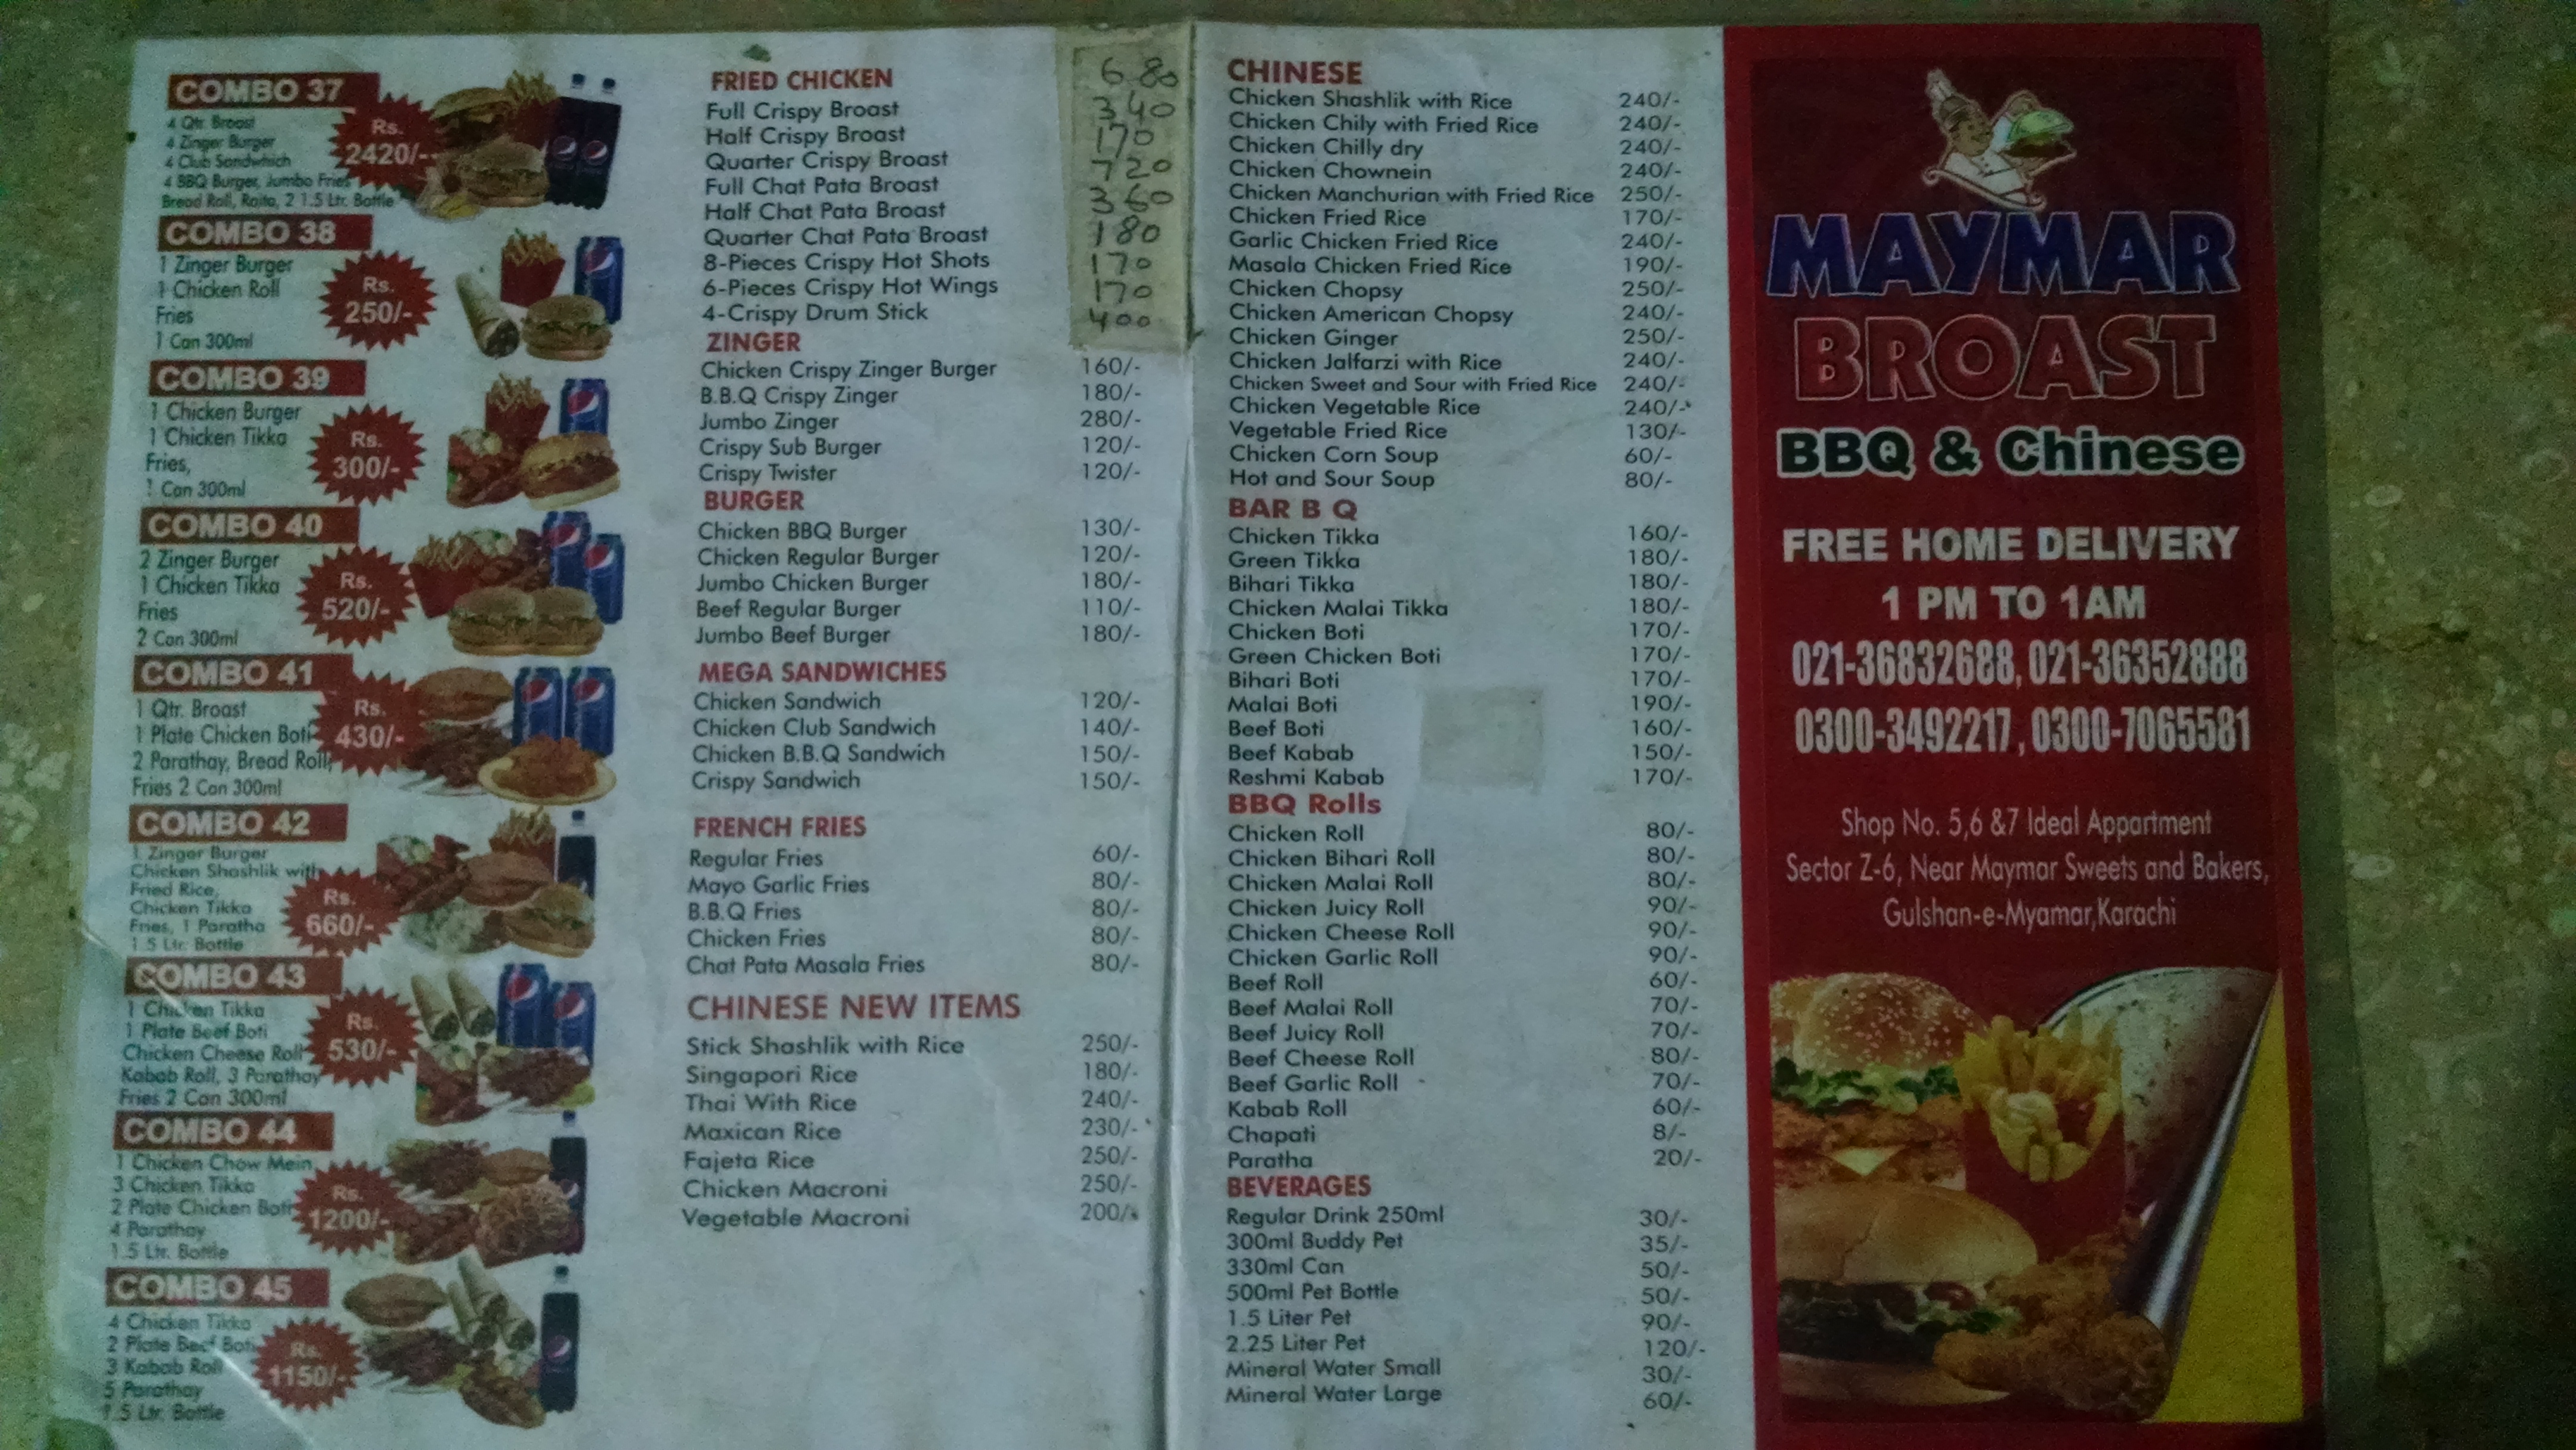 COMBO 37
4 Qtr. Broast
4 Zinger Burger
4 Club Sandwhich
4 BBQ Burger, Jumbo Fries
Bread Roll, Raita, 2 1.5 Ltr. Bottle
Rs.
2420/-
COMBO 38
1 Zinger Burger
1 Chicken Roll
Fries
1 Can 300ml
Rs.
250/-
COMBO 39
1 Chicken Burger
1 Chicken Tikka
Fries,
1 Can 300ml
Rs.
300/-
COMBO 40
2 Zinger Burger
1 Chicken Tikka
Fries
2 Can 300ml
Rs.
520/-
COMBO 41
1 Qtr. Broast
1 Plate Chicken Boti
2 Parathay, Bread Roll,
Fries 2 Can 300ml
Rs.
430/-
COMBO 42
1 Zinger Burger
Chicken Shashlik with
Fried Rice,
Chicken Tikka
Fries, 1 Paratha
1.5 Ltr. Bottle
Rs.
660/-
COMBO 43
1 Chicken Tikka
1 Plate Beef Boti
Chicken Cheese Roll
Kabab Roll, 3 Parathay
Fries 2 Can 300ml
Rs.
530/-
COMBO 44
1 Chicken Chow Mein
3 Chicken Tikka
2 Plate Chicken Boti
4 Parathay
1.5 Ltr. Bottle
Rs.
1200/-
COMBO 45
4 Chicken Tikka
2 Plate Beef Boti
3 Kabab Roll
5 Parathay
1.5 Ltr. Bottle
Rs.
1150/-
FRIED CHICKEN
Full Crispy Broast 680
Half Crispy Broast 340
Quarter Crispy Broast 170
Full Chat Pata Broast 720
Half Chat Pata Broast 360
Quarter Chat Pata Broast 180
8-Pieces Crispy Hot Shots 170
6-Pieces Crispy Hot Wings 170
4-Crispy Drum Stick 400
ZINGER
Chicken Crispy Zinger Burger 160/-
B.B.Q Crispy Zinger 180/-
Jumbo Zinger 280/-
Crispy Sub Burger 120/-
Crispy Twister 120/-
BURGER
Chicken BBQ Burger 130/-
Chicken Regular Burger 120/-
Jumbo Chicken Burger 180/-
Beef Regular Burger 110/-
Jumbo Beef Burger 180/-
MEGA SANDWICHES
Chicken Sandwich 120/-
Chicken Club Sandwich 140/-
Chicken B.B.Q Sandwich 150/-
Crispy Sandwich 150/-
FRENCH FRIES
Regular Fries 60/-
Mayo Garlic Fries 80/-
B.B.Q Fries 80/-
Chicken Fries 80/-
Chat Pata Masala Fries 80/-
CHINESE NEW ITEMS
Stick Shashlik with Rice 250/-
Singapori Rice 180/-
Thai With Rice 240/-
Maxican Rice 230/-
Fajeta Rice 250/-
Chicken Macroni 250/-
Vegetable Macroni 200/-
CHINESE
Chicken Shashlik with Rice 240/-
Chicken Chily with Fried Rice 240/-
Chicken Chilly dry 240/-
Chicken Chownein 240/-
Chicken Manchurian with Fried Rice 250/-
Chicken Fried Rice 170/-
Garlic Chicken Fried Rice 240/-
Masala Chicken Fried Rice 190/-
Chicken Chopsy 250/-
Chicken American Chopsy 240/-
Chicken Ginger 250/-
Chicken Jalfarzi with Rice 240/-
Chicken Sweet and Sour with Fried Rice 240/-
Chicken Vegetable Rice 240/-
Vegetable Fried Rice 130/-
Chicken Corn Soup 60/-
Hot and Sour Soup 80/-
BAR B Q
Chicken Tikka 160/-
Green Tikka 180/-
Bihari Tikka 180/-
Chicken Malai Tikka 180/-
Chicken Boti 170/-
Green Chicken Boti 170/-
Bihari Boti 170/-
Malai Boti 190/-
Beef Boti 160/-
Beef Kabab 150/-
Reshmi Kabab 170/-
BBQ Rolls
Chicken Roll 80/-
Chicken Bihari Roll 80/-
Chicken Malai Roll 80/-
Chicken Juicy Roll 90/-
Chicken Cheese Roll 90/-
Chicken Garlic Roll 90/-
Beef Roll 60/-
Beef Malai Roll 70/-
Beef Juicy Roll 70/-
Beef Cheese Roll 80/-
Beef Garlic Roll 70/-
Kabab Roll 60/-
Chapati 8/-
Paratha 20/-
BEVERAGES
Regular Drink 250ml 30/-
300ml Buddy Pet 35/-
330ml Can 50/-
500ml Pet Bottle 50/-
1.5 Liter Pet 90/-
2.25 Liter Pet 120/-
Mineral Water Small 30/-
Mineral Water Large 60/-
MAYMAR
BROAST
BBQ & Chinese
FREE HOME DELIVERY
1 PM TO 1AM
021-36832688, 021-36352888
0300-3492217, 0300-7065581
Shop No. 5,6 &7 Ideal Appartment
Sector Z-6, Near Maymar Sweets and Bakers,
Gulshan-e-Myamar,Karachi